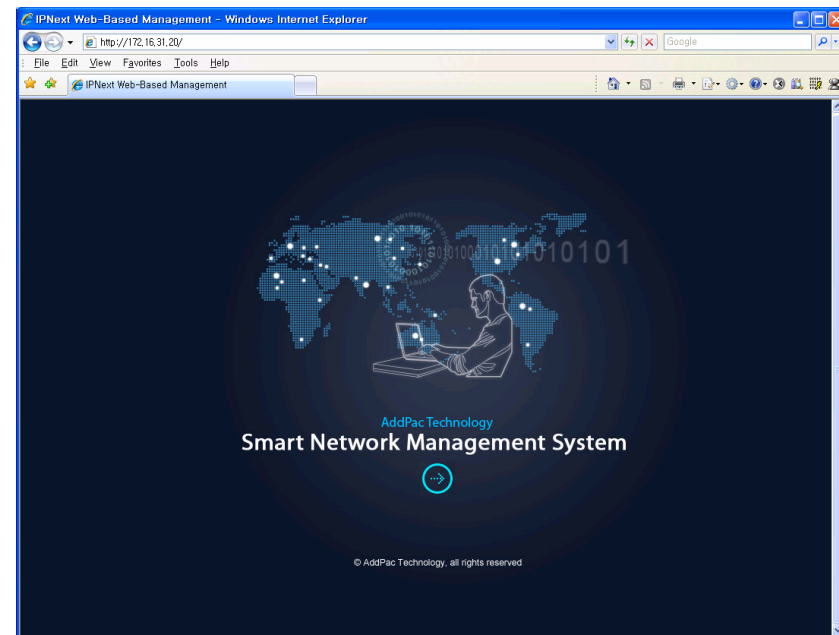 IPNext Web-Based Management - Windows Internet Explorer
http://172,16,31,20/
Google
File Edit View Favorites Tools Help
IPNext Web-Based Management
AddPac Technology
Smart Network Management System
© AddPac Technology, all rights reserved